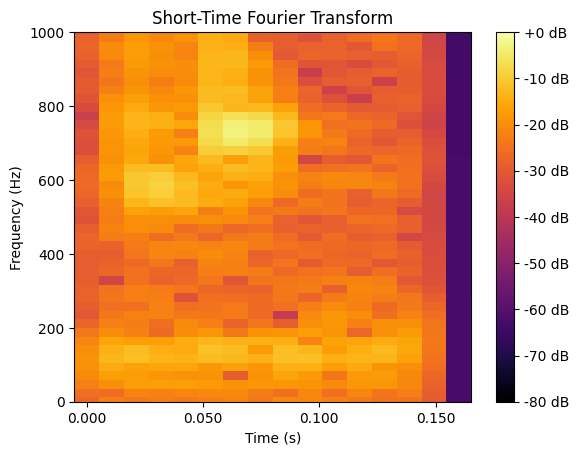 Short-Time Fourier Transform
Frequency (Hz)
1000
800
600
400
200
0
0.000
0.050
0.100
0.150
Time (s)
+0 dB
-10 dB
-20 dB
-30 dB
-40 dB
-50 dB
-60 dB
-70 dB
-80 dB